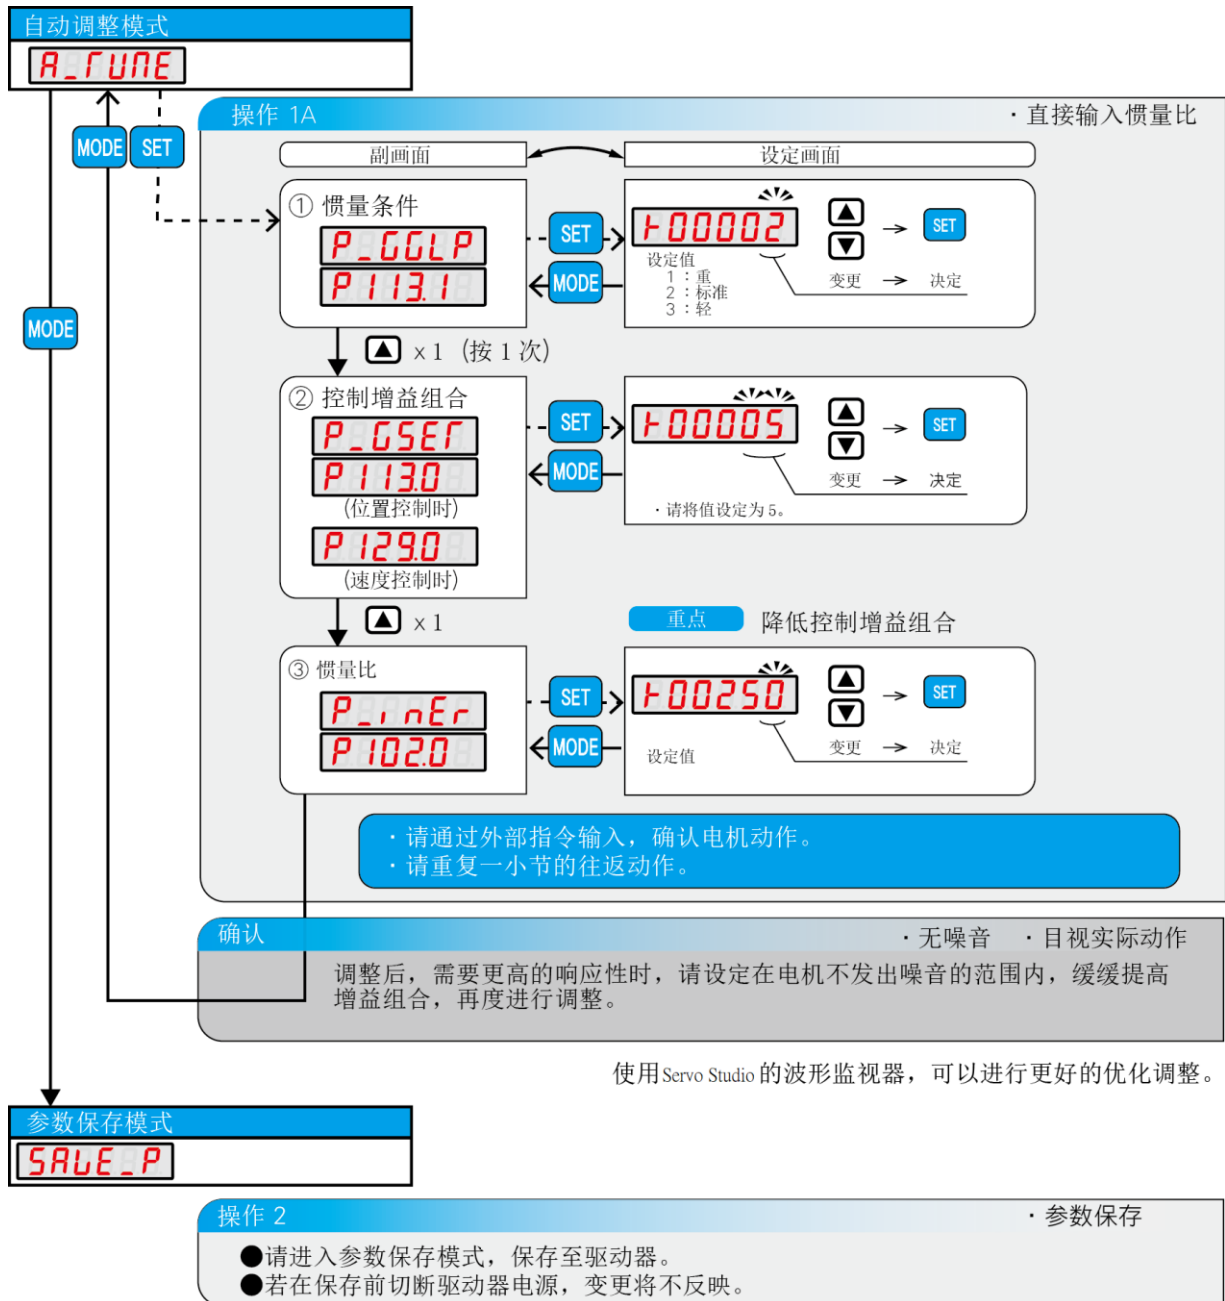 自动调整模式
A_TUNE
MODE SET
操作 1A ・直接输入惯量比
副画面 设定画面
① 惯量条件
P_GGLP
P113.1
SET
MODE
r00002
设定值
1：重
2：标准
3：轻
→ SET
变更 → 决定
MODE
x 1 (按 1 次)
② 控制增益组合
P_GSET
P113.0
(位置控制时)
P129.0
(速度控制时)
SET
MODE
r00005
→ SET
变更 → 决定
・请将值设定为 5。
x 1
重点 降低控制增益组合
③ 惯量比
P_inEr
P102.0
SET
MODE
r00250
设定值
→ SET
变更 → 决定
・请通过外部指令输入，确认电机动作。
・请重复一小节的往返动作。
确认 ・无噪音 ・目视实际动作
调整后，需要更高的响应性时，请设定在电机不发出噪音的范围内，缓缓提高
增益组合，再度进行调整。
使用Servo Studio 的波形监视器，可以进行更好的优化调整。
参数保存模式
SAVE_P
操作 2 ・参数保存
●请进入参数保存模式，保存至驱动器。
●若在保存前切断驱动器电源，变更将不反映。